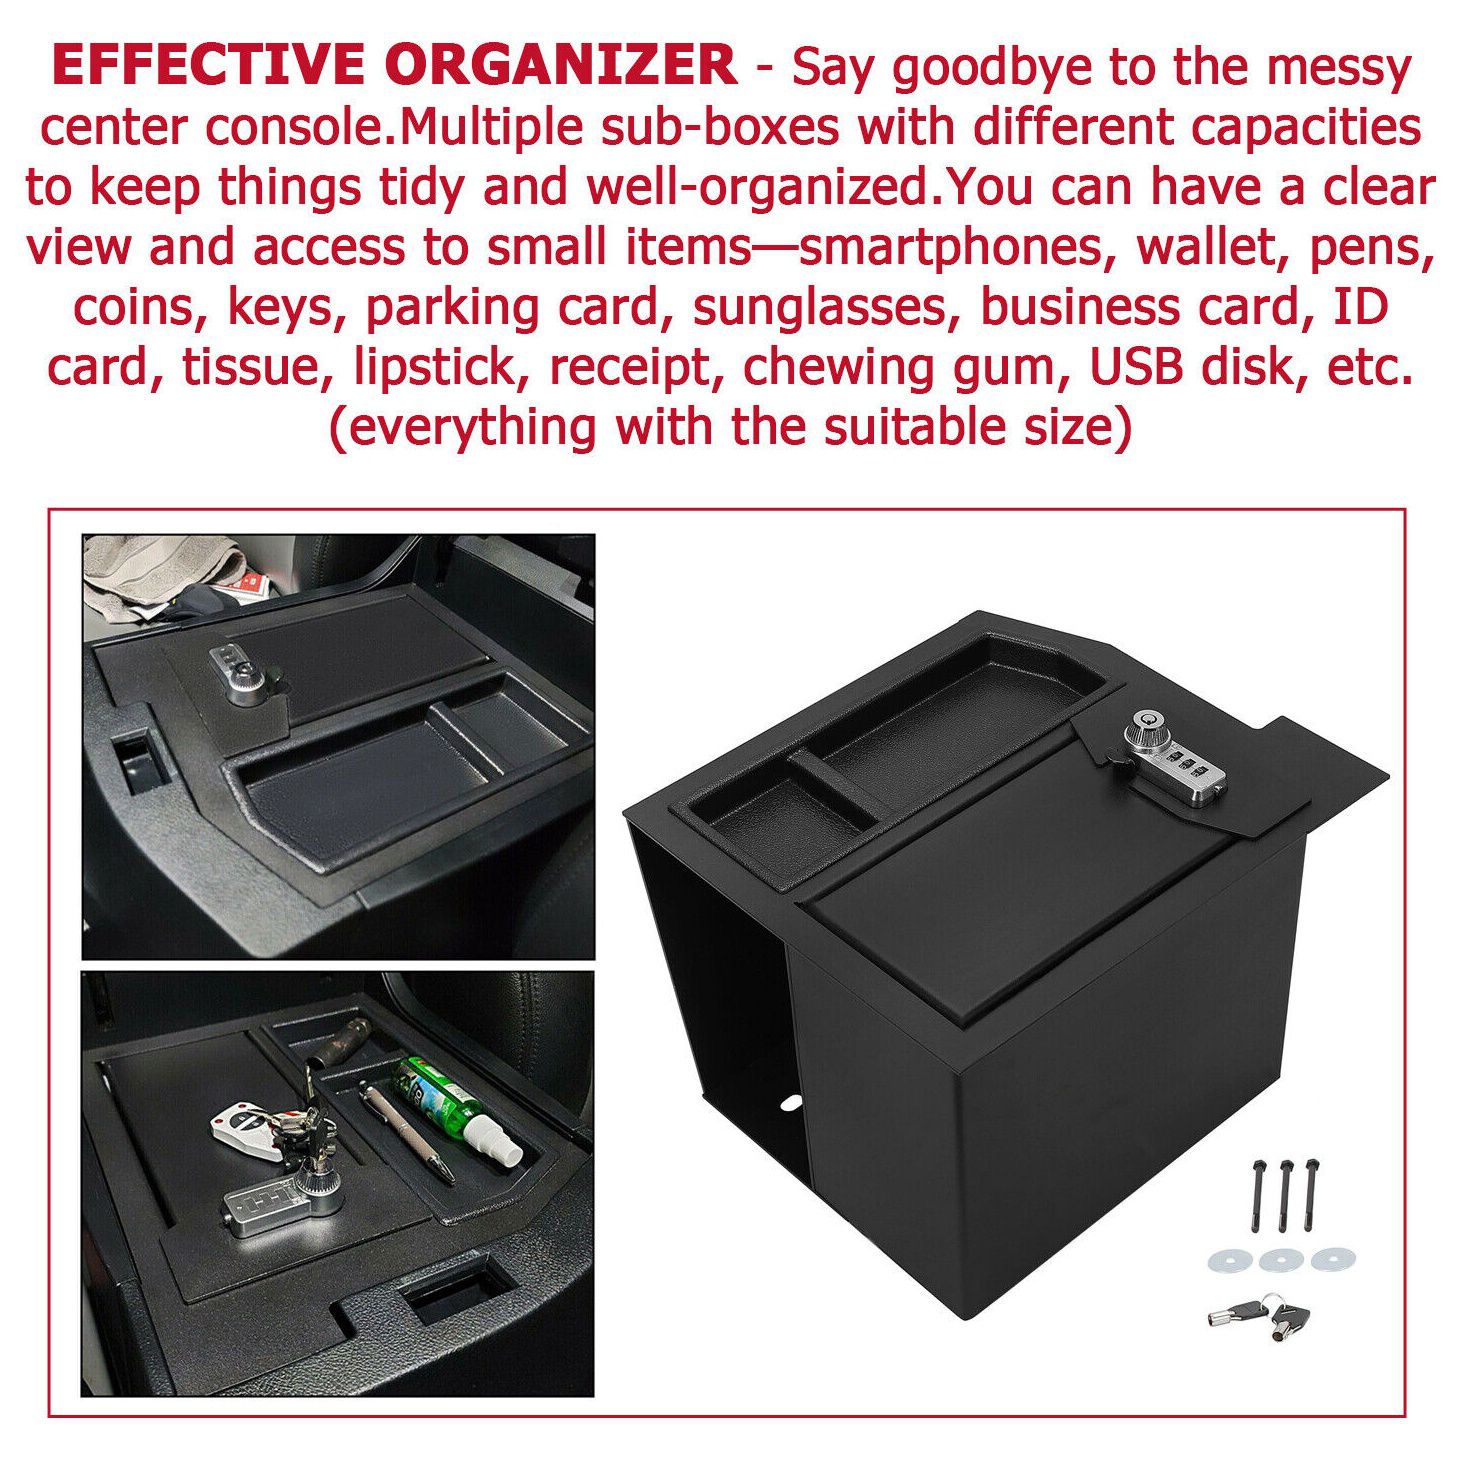 EFFECTIVE ORGANIZER - Say goodbye to the messy
center console.Multiple sub-boxes with different capacities
to keep things tidy and well-organized.You can have a clear
view and access to small items—smartphones, wallet, pens,
coins, keys, parking card, sunglasses, business card, ID
card, tissue, lipstick, receipt, chewing gum, USB disk, etc.
(everything with the suitable size)